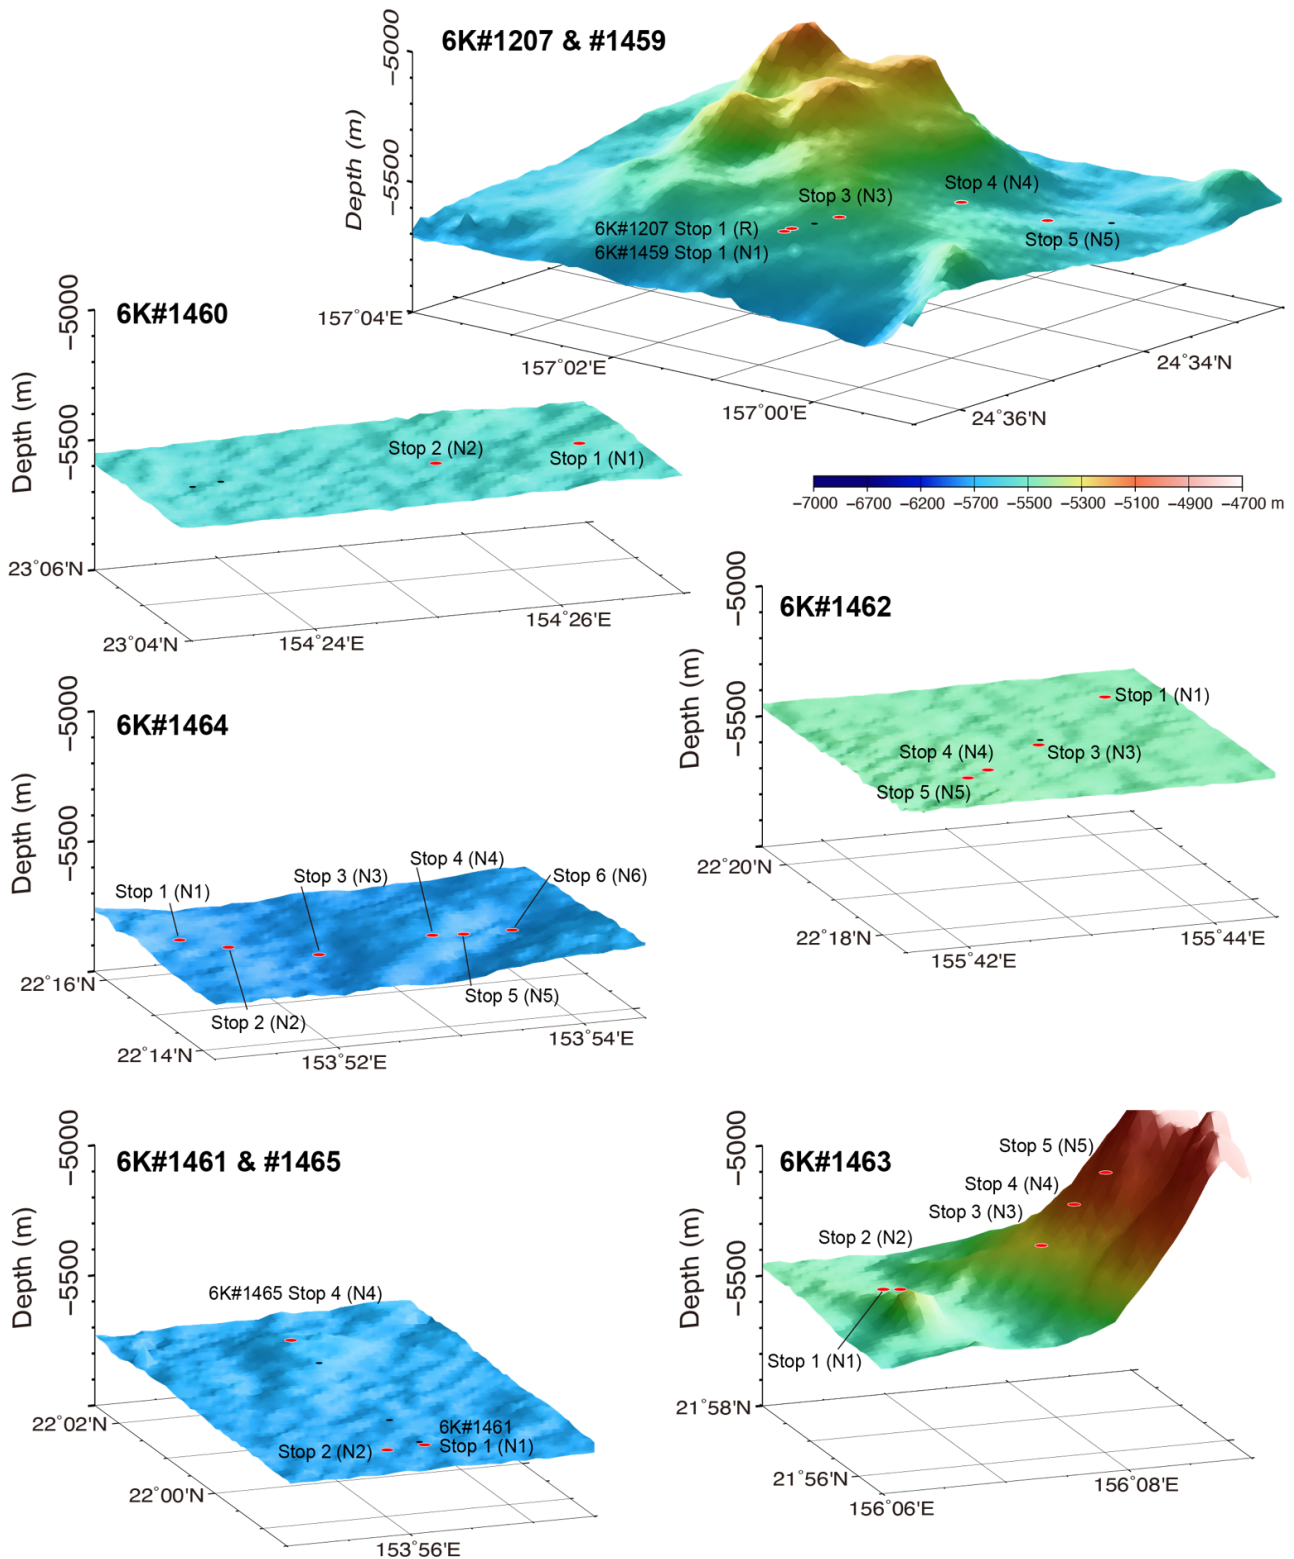 6K#1207 & #1459
Depth (m)
−5000
−5500
Stop 3 (N3)
Stop 4 (N4)
6K#1207 Stop 1 (R)
6K#1459 Stop 1 (N1)
Stop 5 (N5)
157˚04'E
157˚02'E
157˚00'E
24˚36'N
24˚34'N
6K#1460
Depth (m)
−5000
−5500
Stop 2 (N2)
Stop 1 (N1)
23˚06'N
23˚04'N
154˚24'E
154˚26'E
−7000 −6700 −6200 −5700 −5500 −5300 −5100 −4900 −4700 m
6K#1462
Depth (m)
−5000
−5500
Stop 1 (N1)
Stop 4 (N4)
Stop 3 (N3)
Stop 5 (N5)
22˚20'N
22˚18'N
155˚42'E
155˚44'E
6K#1464
Depth (m)
−5000
−5500
Stop 1 (N1)
Stop 3 (N3)
Stop 4 (N4)
Stop 6 (N6)
Stop 2 (N2)
Stop 5 (N5)
22˚16'N
22˚14'N
153˚52'E
153˚54'E
6K#1461 & #1465
Depth (m)
−5000
−5500
6K#1465 Stop 4 (N4)
6K#1461
Stop 2 (N2)
Stop 1 (N1)
22˚02'N
22˚00'N
153˚56'E
6K#1463
Depth (m)
−5000
−5500
Stop 5 (N5)
Stop 4 (N4)
Stop 3 (N3)
Stop 2 (N2)
Stop 1 (N1)
21˚58'N
21˚56'N
156˚06'E
156˚08'E